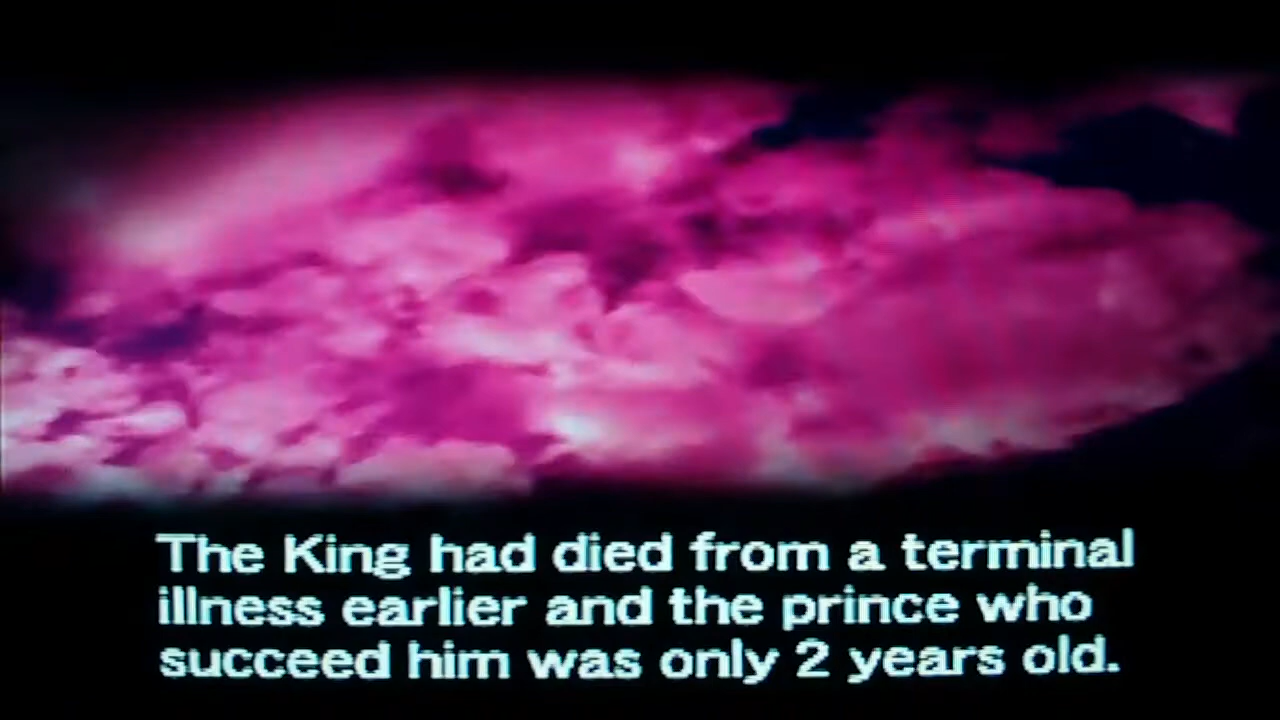 The King had died from a terminal
illness earlier and the prince who
succeed him was only 2 years old.